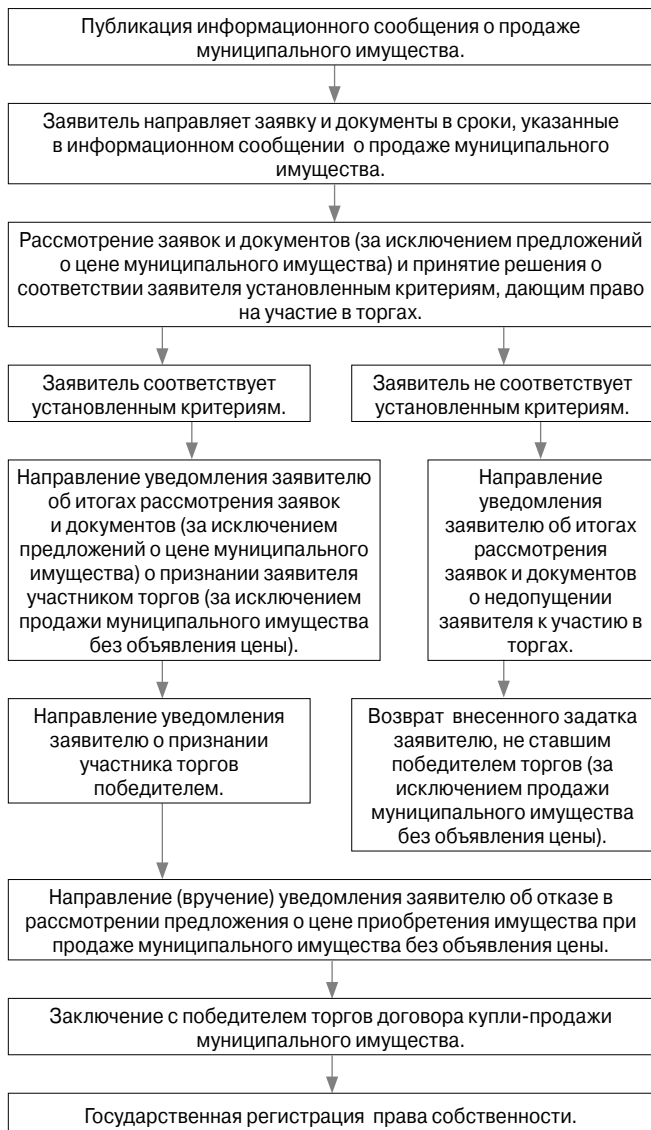 Публикация информационного сообщения о продаже
муниципального имущества.
Заявитель направляет заявку и документы в сроки, указанные
в информационном сообщении о продаже муниципального
имущества.
Рассмотрение заявок и документов (за исключением предложений
о цене муниципального имущества) и принятие решения о
соответствии заявителя установленным критериям, дающим право
на участие в торгах.
Заявитель соответствует
установленным критериям.
Заявитель не соответствует
установленным критериям.
Направление уведомления заявителю
об итогах рассмотрения заявок
и документов (за исключением
предложений о цене муниципального
имущества) о признании заявителя
участником торгов (за исключением
продажи муниципального имущества
без объявления цены).
Направление
уведомления
заявителю об итогах
рассмотрения
заявок и документов
о недопущении
заявителя к участию в
торгах.
Направление уведомления
заявителю о признании
участника торгов
победителем.
Возврат внесенного задатка
заявителю, не ставшим
победителем торгов (за
исключением продажи
муниципального имущества
без объявления цены).
Направление (вручение) уведомления заявителю об отказе в
рассмотрении предложения о цене приобретения имущества при
продаже муниципального имущества без объявления цены.
Заключение с победителем торгов договора купли-продажи
муниципального имущества.
Государственная регистрация права собственности.